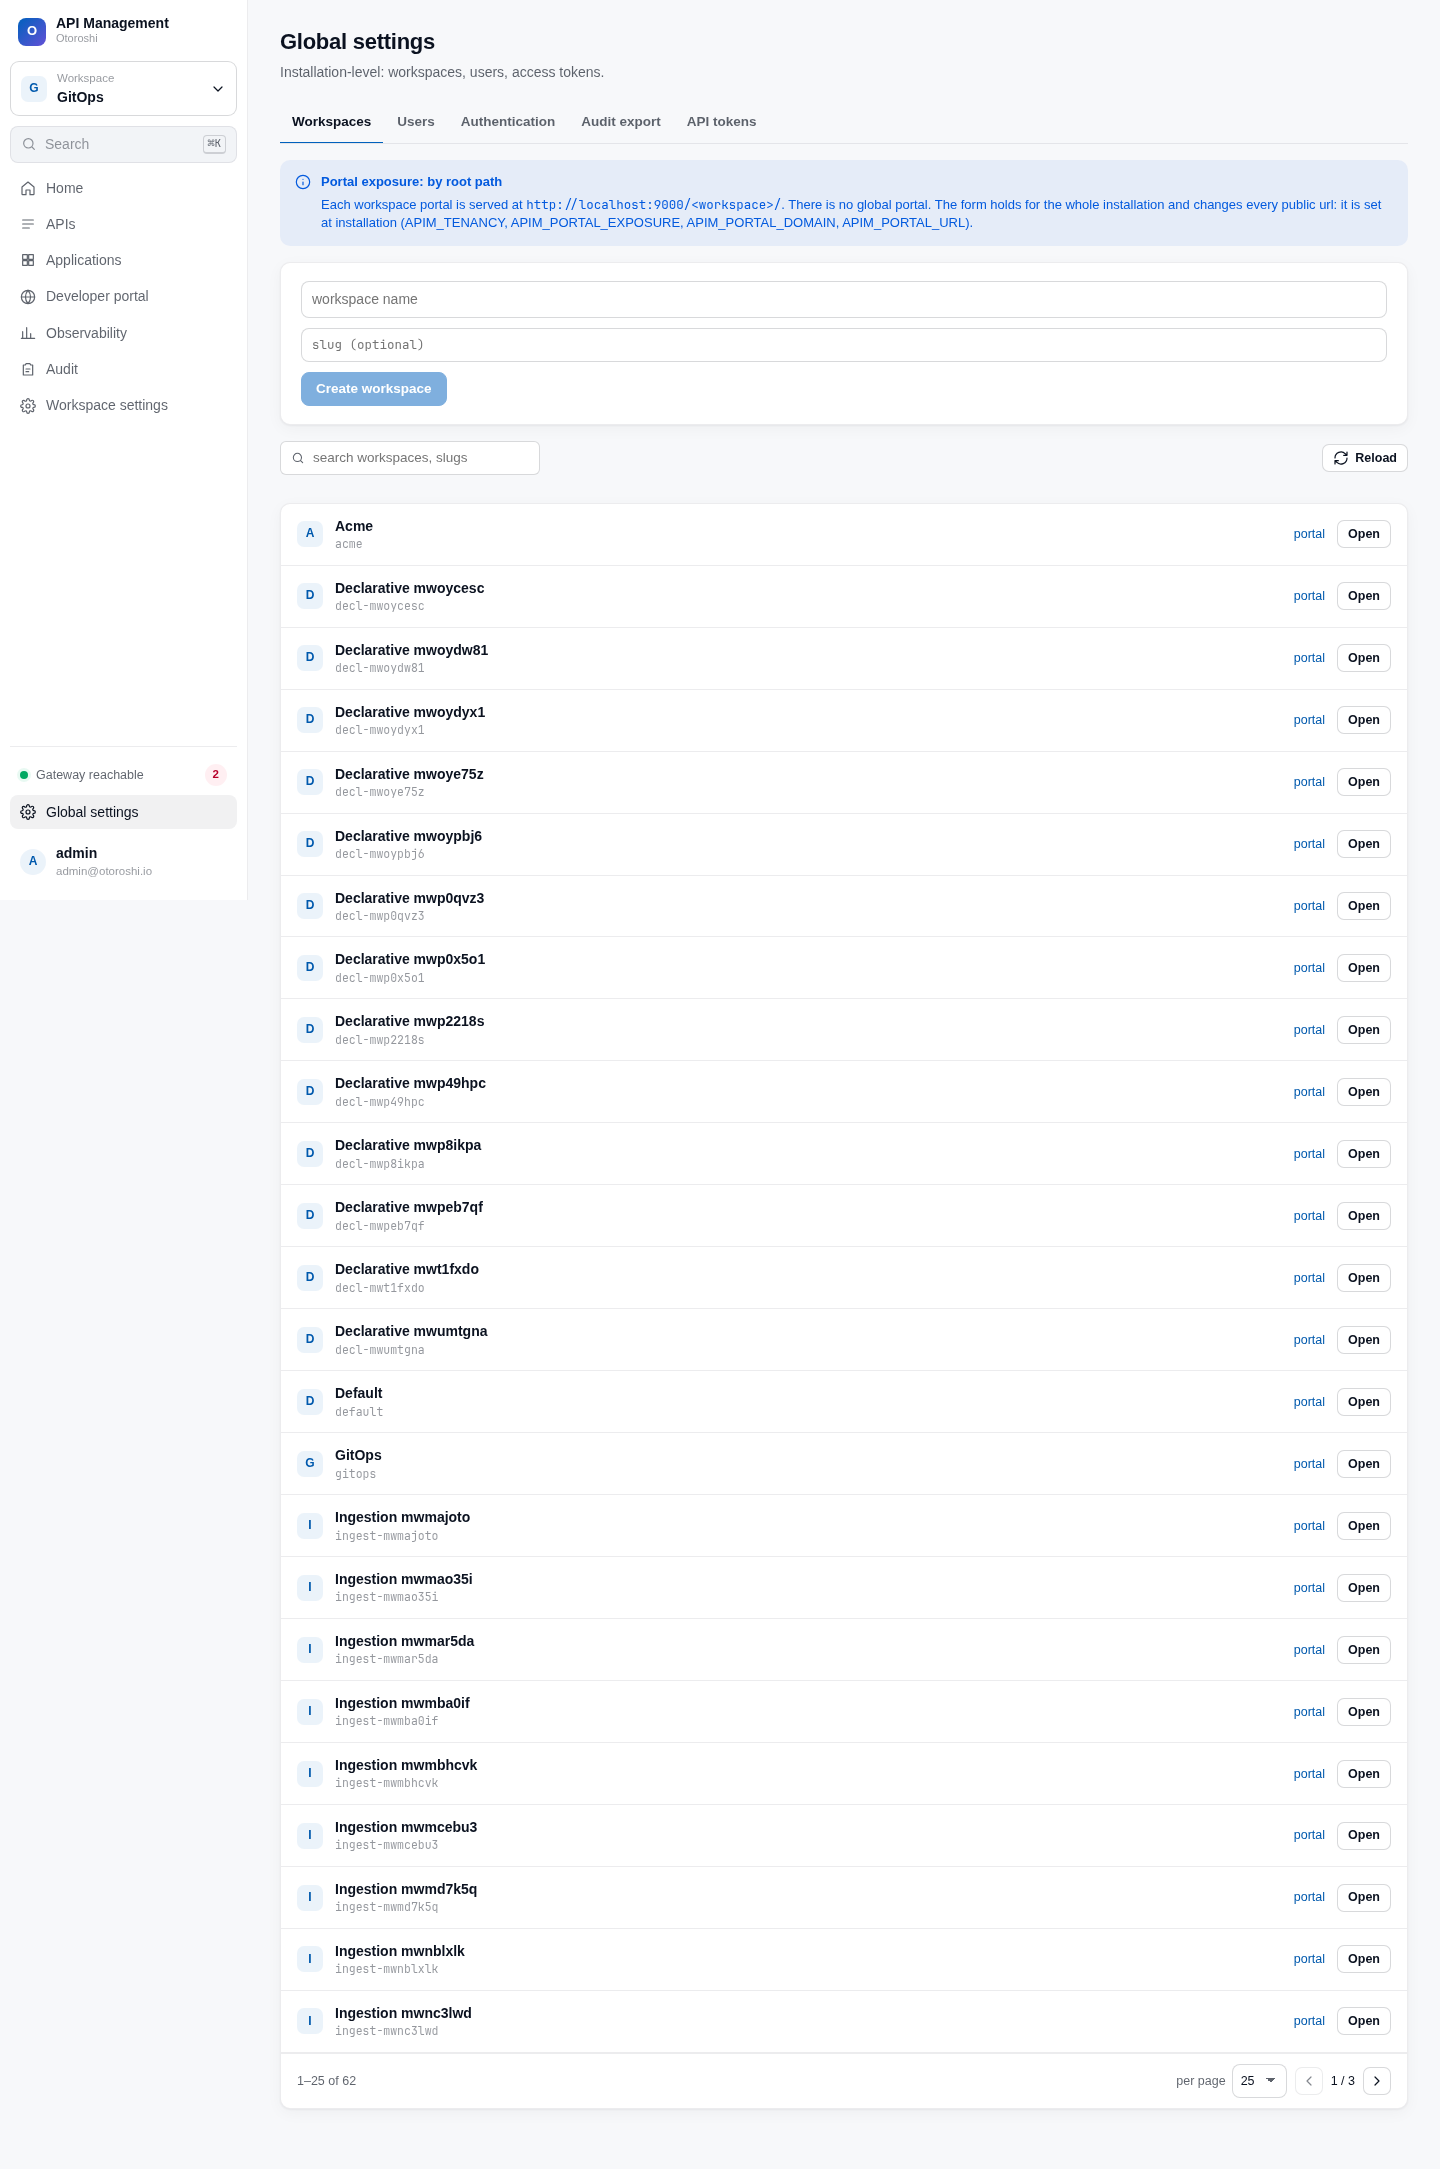 O
API Management
Otoroshi
G
Workspace
GitOps
Search
⌘K
Home
APIs
Applications
Developer portal
Observability
Audit
Workspace settings
Gateway reachable
2
Global settings
A
admin
admin@otoroshi.io
Global settings
Installation-level: workspaces, users, access tokens.
Workspaces Users Authentication Audit export API tokens
Portal exposure: by root path
Each workspace portal is served at http://localhost:9000/<workspace>/. There is no global portal. The form holds for the whole installation and changes every public url: it is set
at installation (APIM_TENANCY, APIM_PORTAL_EXPOSURE, APIM_PORTAL_DOMAIN, APIM_PORTAL_URL).
workspace name
slug (optional)
Create workspace
search workspaces, slugs
Reload
A Acme portal Open
acme
D Declarative mwoycesc portal Open
decl-mwoycesc
D Declarative mwoydw81 portal Open
decl-mwoydw81
D Declarative mwoydyx1 portal Open
decl-mwoydyx1
D Declarative mwoye75z portal Open
decl-mwoye75z
D Declarative mwoypbj6 portal Open
decl-mwoypbj6
D Declarative mwp0qvz3 portal Open
decl-mwp0qvz3
D Declarative mwp0x5o1 portal Open
decl-mwp0x5o1
D Declarative mwp2218s portal Open
decl-mwp2218s
D Declarative mwp49hpc portal Open
decl-mwp49hpc
D Declarative mwp8ikpa portal Open
decl-mwp8ikpa
D Declarative mwpeb7qf portal Open
decl-mwpeb7qf
D Declarative mwt1fxdo portal Open
decl-mwt1fxdo
D Declarative mwumtgna portal Open
decl-mwumtgna
D Default portal Open
default
G GitOps portal Open
gitops
I Ingestion mwmajoto portal Open
ingest-mwmajoto
I Ingestion mwmao35i portal Open
ingest-mwmao35i
I Ingestion mwmar5da portal Open
ingest-mwmar5da
I Ingestion mwmba0if portal Open
ingest-mwmba0if
I Ingestion mwmbhcvk portal Open
ingest-mwmbhcvk
I Ingestion mwmcebu3 portal Open
ingest-mwmcebu3
I Ingestion mwmd7k5q portal Open
ingest-mwmd7k5q
I Ingestion mwnblxlk portal Open
ingest-mwnblxlk
I Ingestion mwnc3lwd portal Open
ingest-mwnc3lwd
1–25 of 62 per page 25 1 / 3